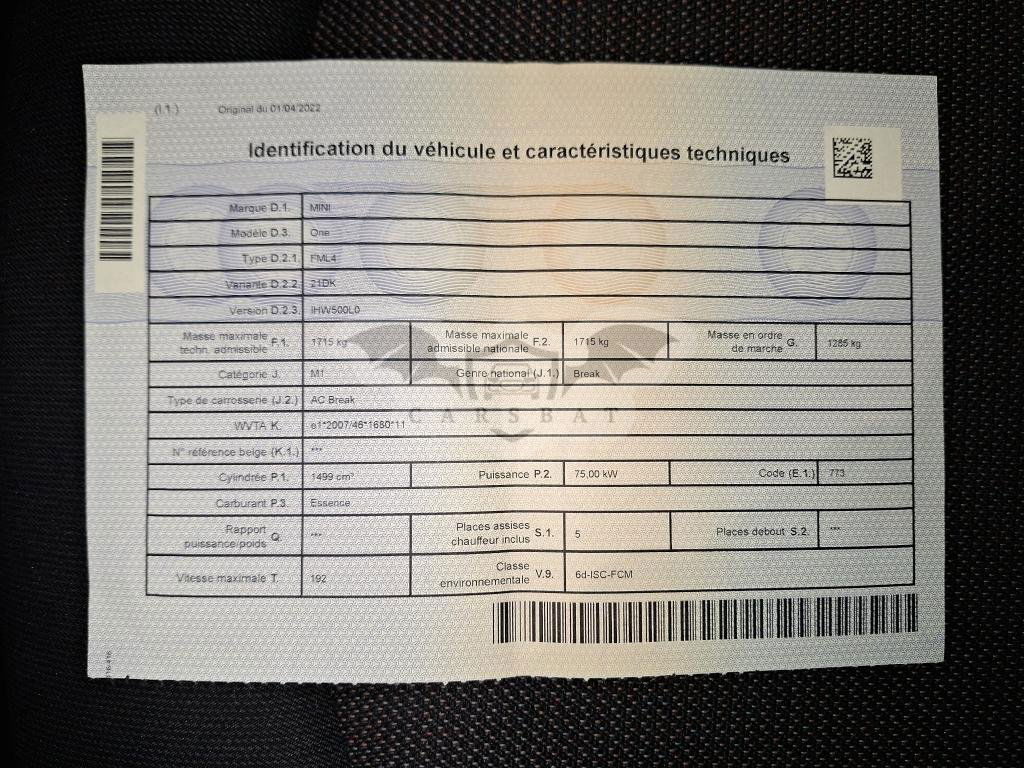 (I.1.) Original du 01/04/2022
Identification du véhicule et caractéristiques techniques
Marque D.1. MINI
Modèle D.3. One
Type D.2.1. FML4
Variante D.2.2. 21DK
Version D.2.3. IHW500L0
Masse maximale techn. admissible F.1. 1715 kg Masse maximale admissible nationale F.2. 1715 kg Masse en ordre de marche G. 1285 kg
Catégorie J. M1 Genre national (J.1.) Break
Type de carrosserie (J.2.) AC Break
CARSBAT
WVTA K. e1*2007/46*1680*11
N° référence belge (K.1.) ***
Cylindrée P.1. 1499 cm³ Puissance P.2. 75,00 kW Code (E.1.) 773
Carburant P.3. Essence
Rapport puissance/poids Q. *** Places assises chauffeur inclus S.1. 5 Places debout S.2. ***
Vitesse maximale T. 192 Classe environnementale V.9. 6d-ISC-FCM